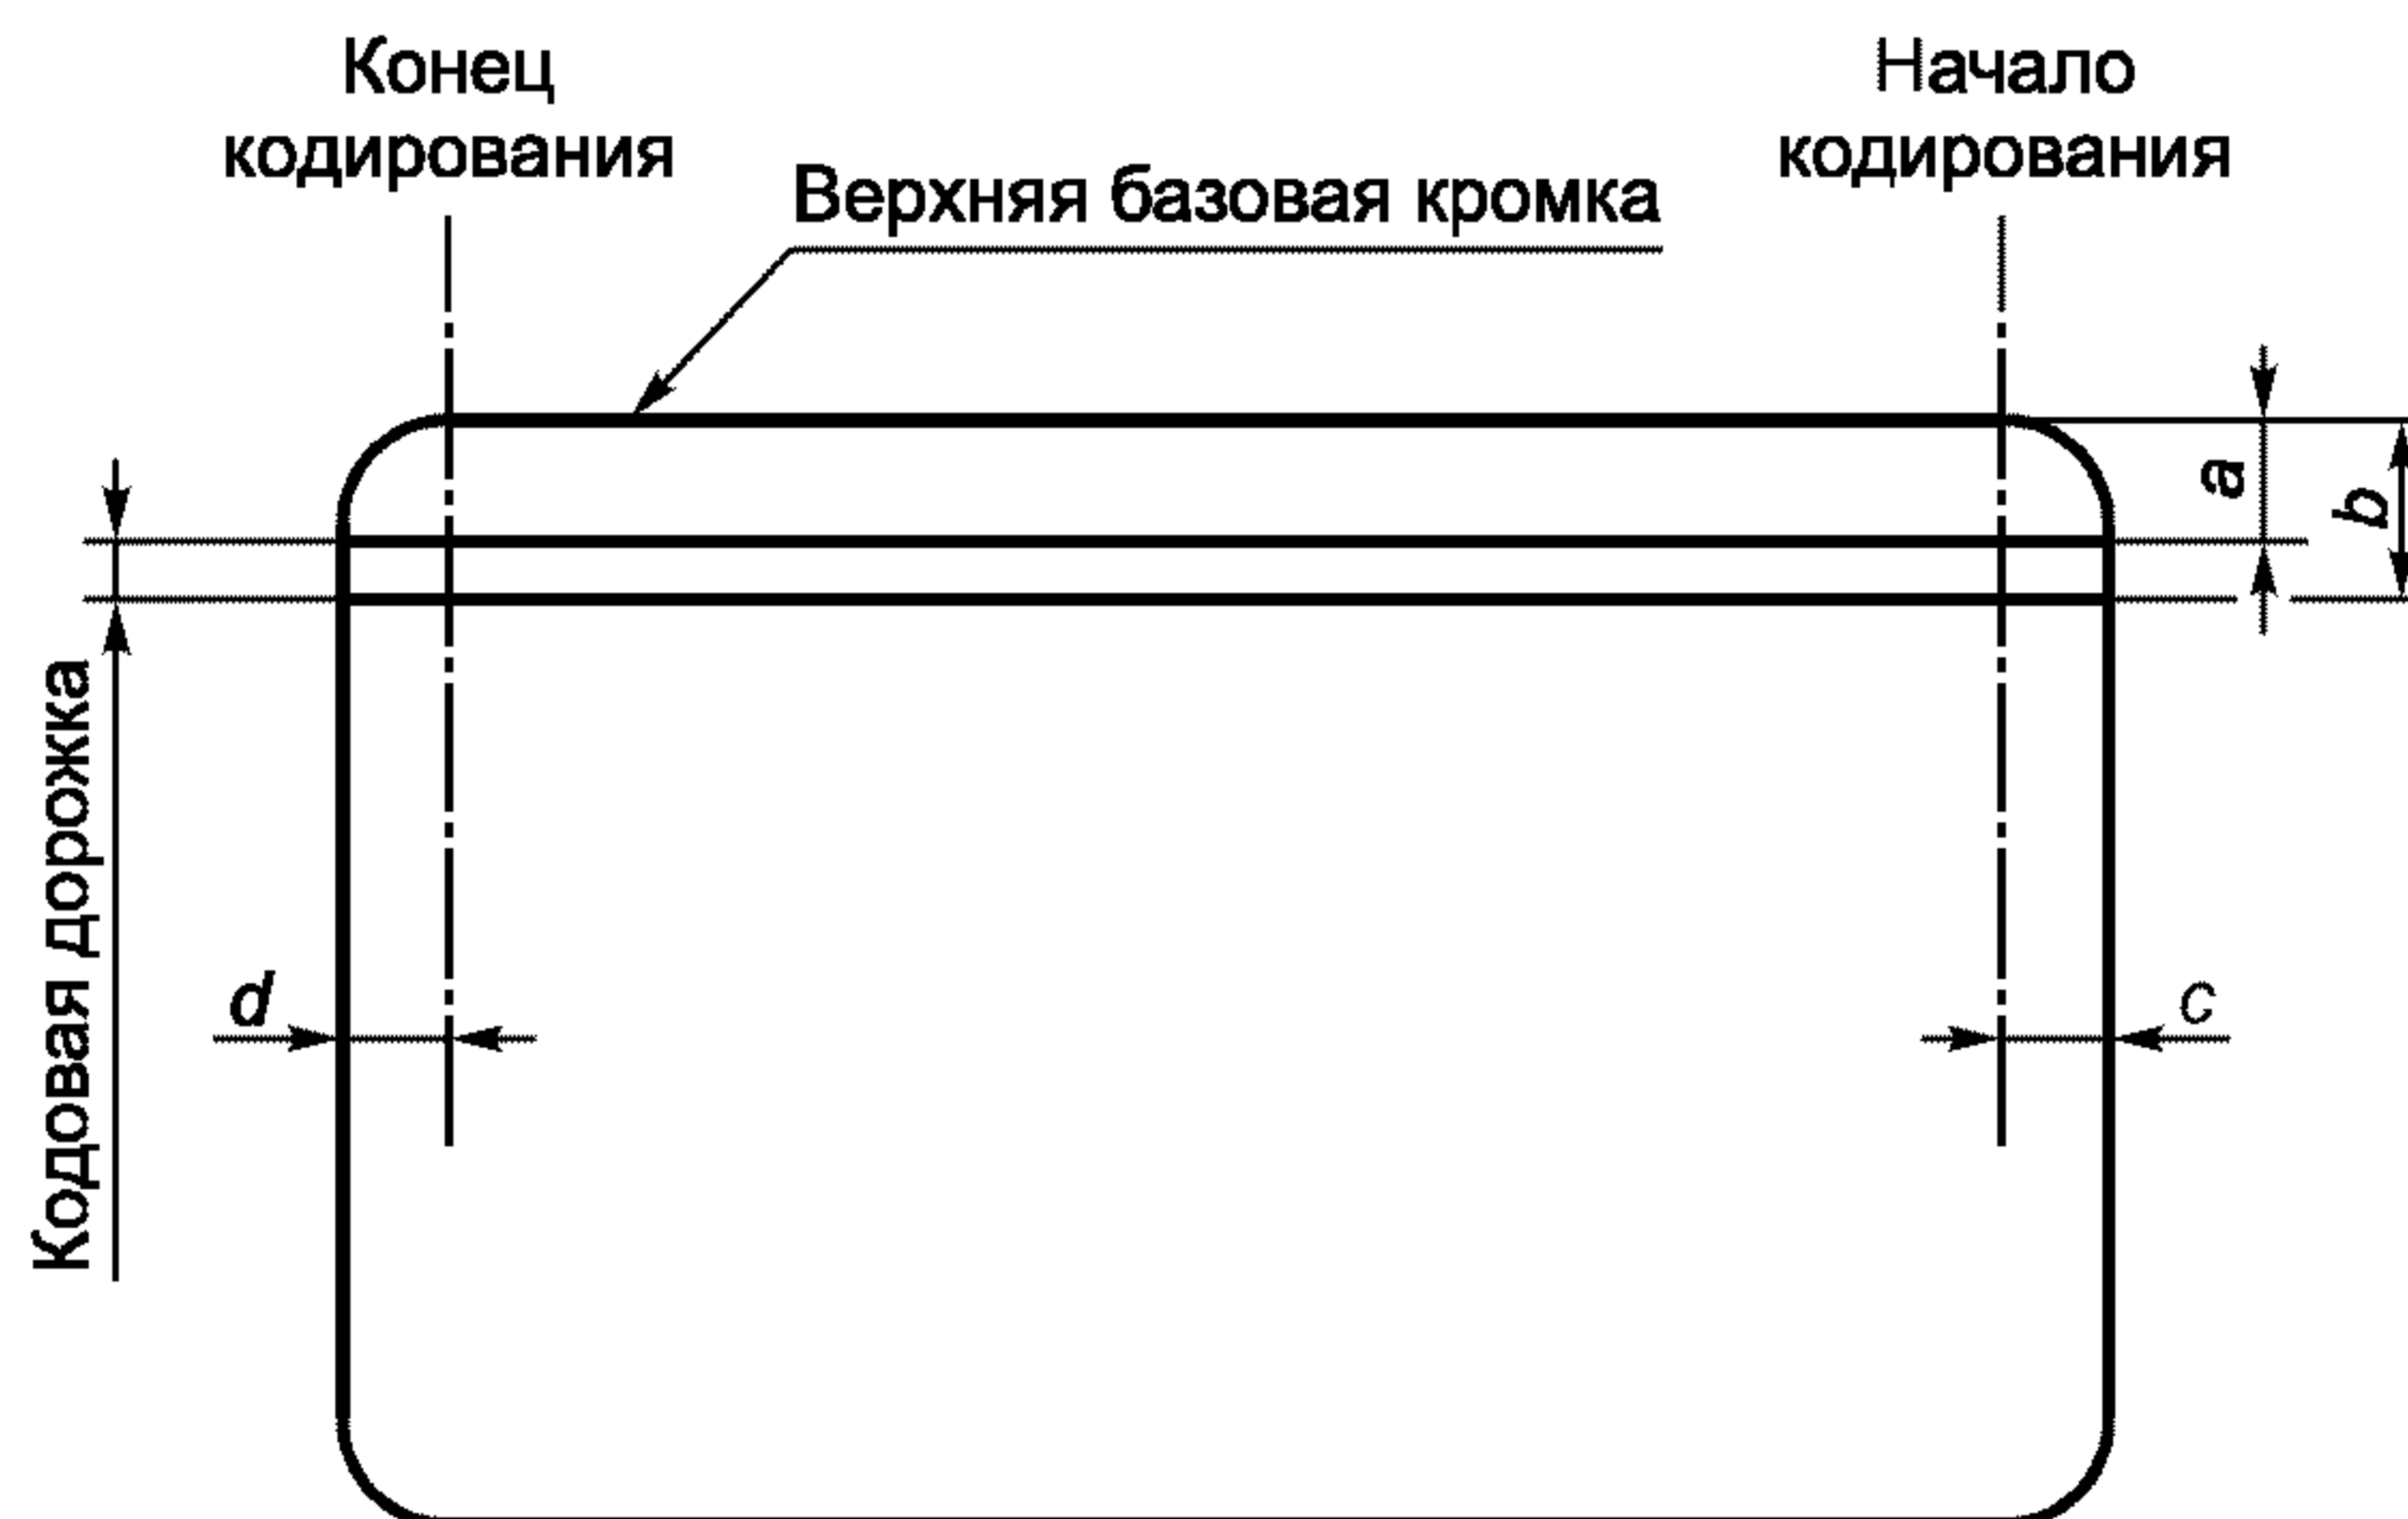 Конец
кодирования
Начало
кодирования
Верхняя базовая кромка
a
b
Кодовая дорожка
d
c